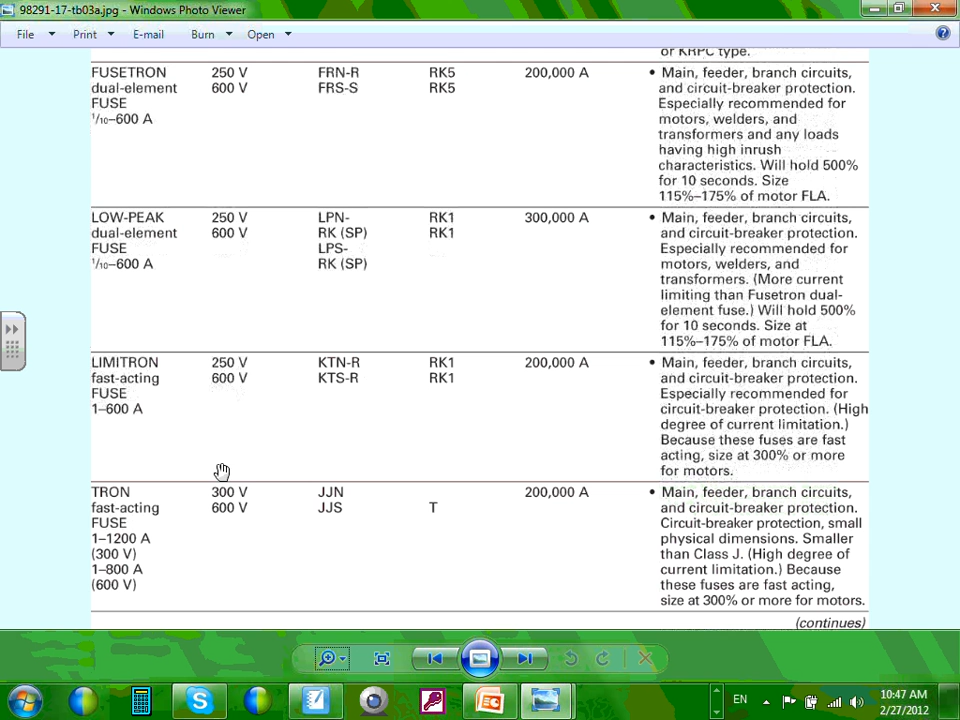 98291-17-tb03a.jpg - Windows Photo Viewer
File Print E-mail Burn Open
or KRPC type.
FUSETRON 250 V FRN-R RK5 200,000 A • Main, feeder, branch circuits,
dual-element 600 V FRS-S RK5 and circuit-breaker protection.
FUSE Especially recommended for
1/10–600 A motors, welders, and
transformers and any loads
having high inrush
characteristics. Will hold 500%
for 10 seconds. Size
115%–175% of motor FLA.
LOW-PEAK 250 V LPN- RK1 300,000 A • Main, feeder, branch circuits,
dual-element 600 V RK (SP) RK1 and circuit-breaker protection.
FUSE LPS- Especially recommended for
1/10–600 A RK (SP) motors, welders, and
transformers. (More current
limiting than Fusetron dual-
element fuse.) Will hold 500%
for 10 seconds. Size at
115%–175% of motor FLA.
LIMITRON 250 V KTN-R RK1 200,000 A • Main, feeder, branch circuits,
fast-acting 600 V KTS-R RK1 and circuit-breaker protection.
FUSE Especially recommended for
1–600 A circuit-breaker protection. (High
degree of current limitation.)
Because these fuses are fast
acting, size at 300% or more
for motors.
TRON 300 V JJN 200,000 A • Main, feeder, branch circuits,
fast-acting 600 V JJS T and circuit-breaker protection.
FUSE Circuit-breaker protection, small
1–1200 A physical dimensions. Smaller
(300 V) than Class J. (High degree of
1–800 A current limitation.) Because
(600 V) these fuses are fast acting,
size at 300% or more for motors.
(continues)
EN 10:47 AM
2/27/2012